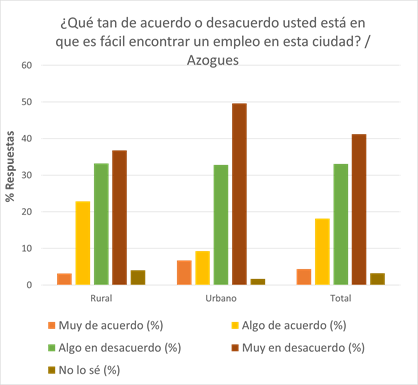 ¿Qué tan de acuerdo o desacuerdo usted está en
que es fácil encontrar un empleo en esta ciudad? /
Azogues
% Respuestas
60
50
40
30
20
10
0
Rural Urbano Total
Muy de acuerdo (%) Algo de acuerdo (%)
Algo en desacuerdo (%) Muy en desacuerdo (%)
No lo sé (%)